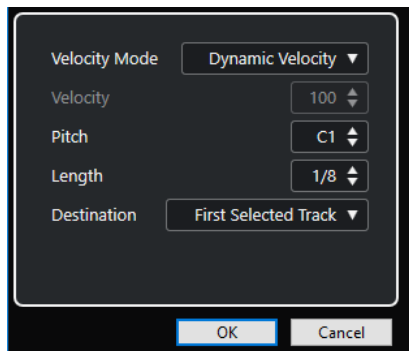 Velocity Mode Dynamic Velocity
Velocity 100
Pitch C1
Length 1/8
Destination First Selected Track
OK Cancel